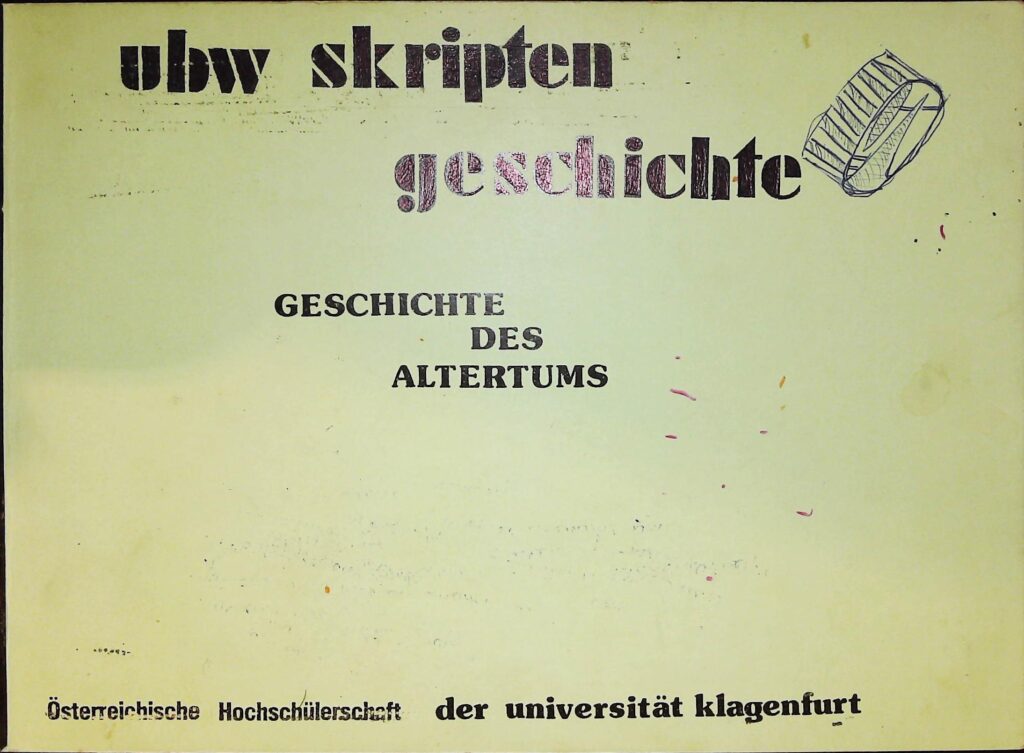 ubw skripten
geschichte
GESCHICHTE
DES
ALTERTUMS
Österreichische Hochschülerschaft der universität klagenfurt